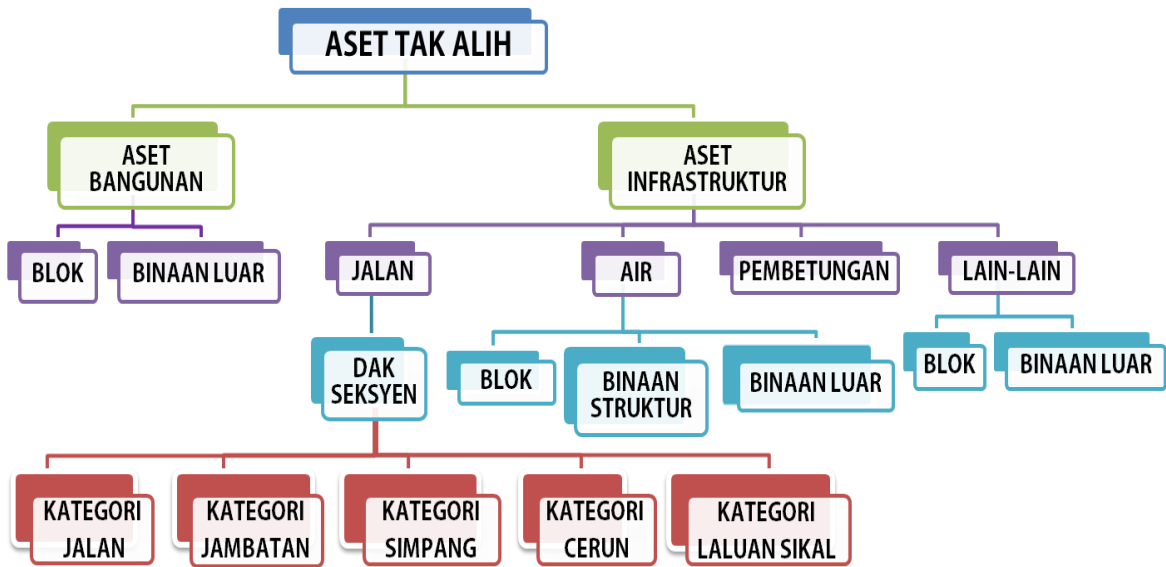 ASET TAK ALIH
ASET
BANGUNAN
ASET
INFRASTRUKTUR
BLOK
BINAAN LUAR
JALAN
AIR
PEMBETUNGAN
LAIN-LAIN
DAK
SEKSYEN
BLOK
BINAAN
STRUKTUR
BINAAN LUAR
BLOK
BINAAN LUAR
KATEGORI
JALAN
KATEGORI
JAMBATAN
KATEGORI
SIMPANG
KATEGORI
CERUN
KATEGORI
LALUAN SIKAL